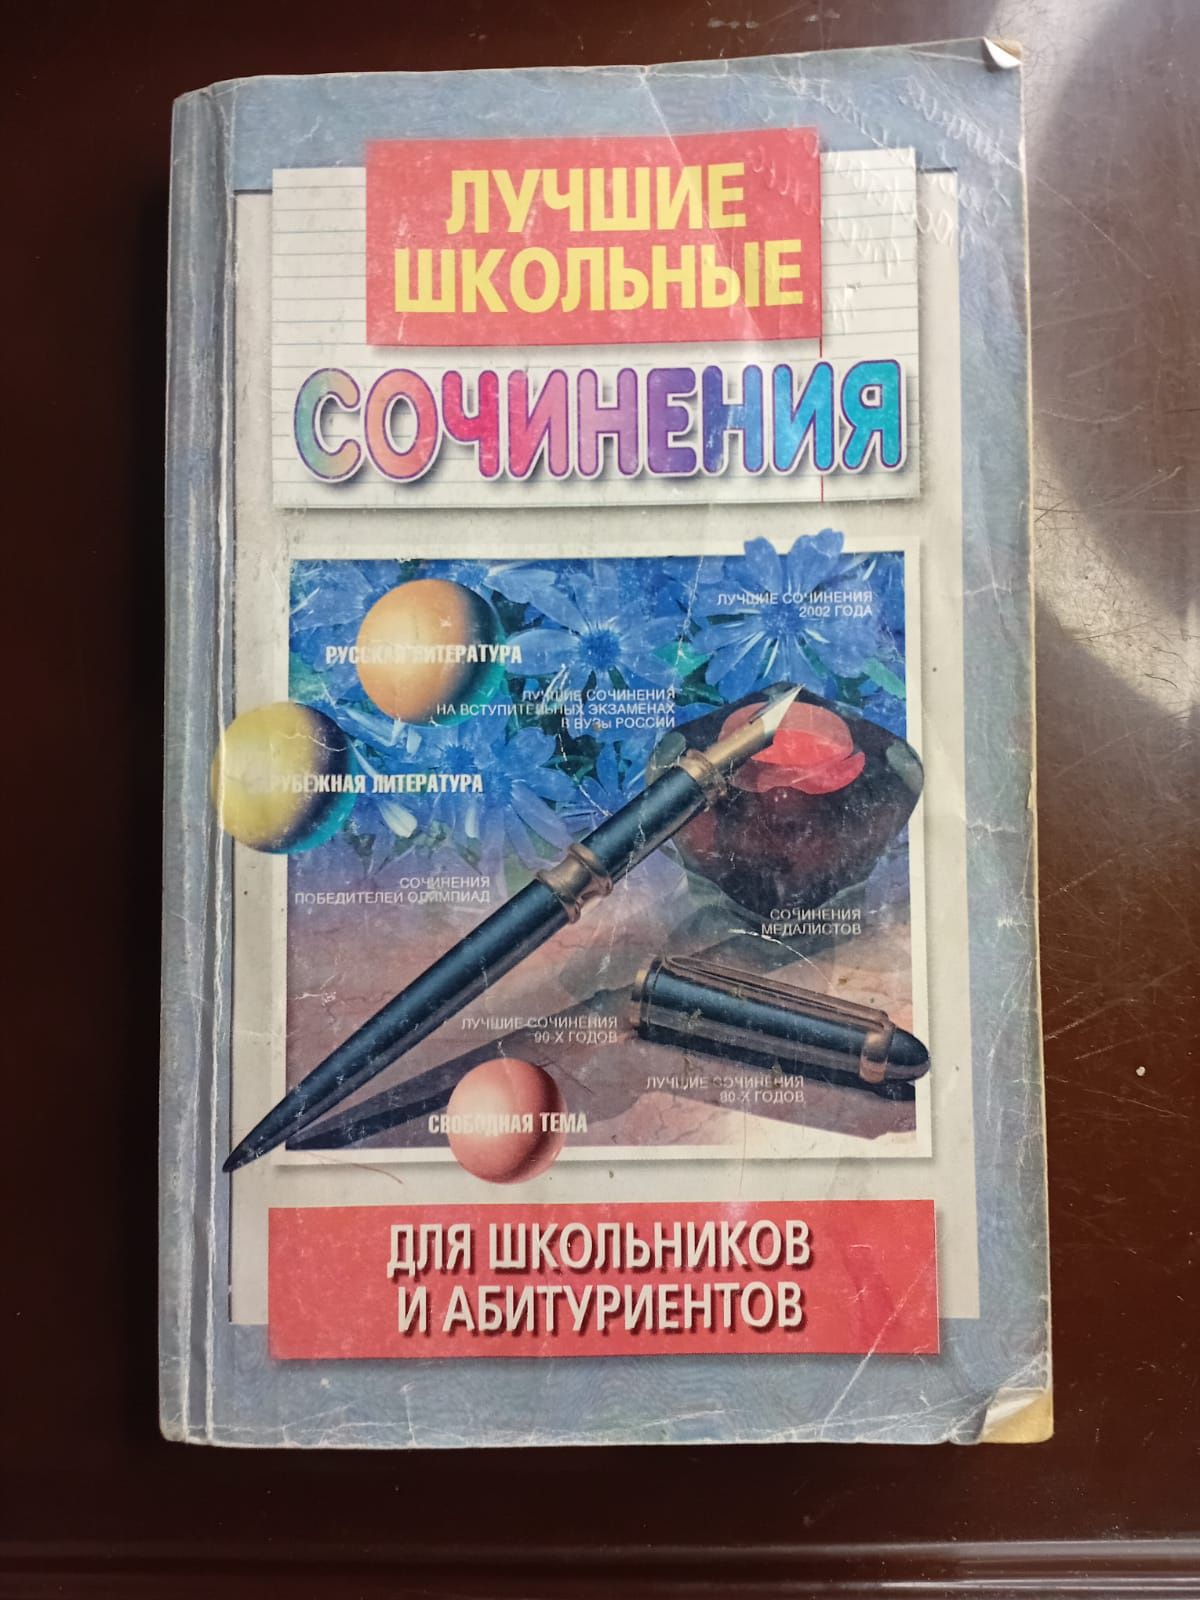 ЛУЧШИЕ
ШКОЛЬНЫЕ
СОЧИНЕНИЯ
ЛУЧШИЕ СОЧИНЕНИЯ
2002 ГОДА
РУССКАЯ ЛИТЕРАТУРА
ЛУЧШИЕ СОЧИНЕНИЯ
НА ВСТУПИТЕЛЬНЫХ ЭКЗАМЕНАХ
В ВУЗЫ РОССИИ
ЗАРУБЕЖНАЯ ЛИТЕРАТУРА
СОЧИНЕНИЯ
ПОБЕДИТЕЛЕЙ ОЛИМПИАД
СОЧИНЕНИЯ
МЕДАЛИСТОВ
ЛУЧШИЕ СОЧИНЕНИЯ
90-Х ГОДОВ
ЛУЧШИЕ СОЧИНЕНИЯ
80-Х ГОДОВ
СВОБОДНАЯ ТЕМА
ДЛЯ ШКОЛЬНИКОВ
И АБИТУРИЕНТОВ